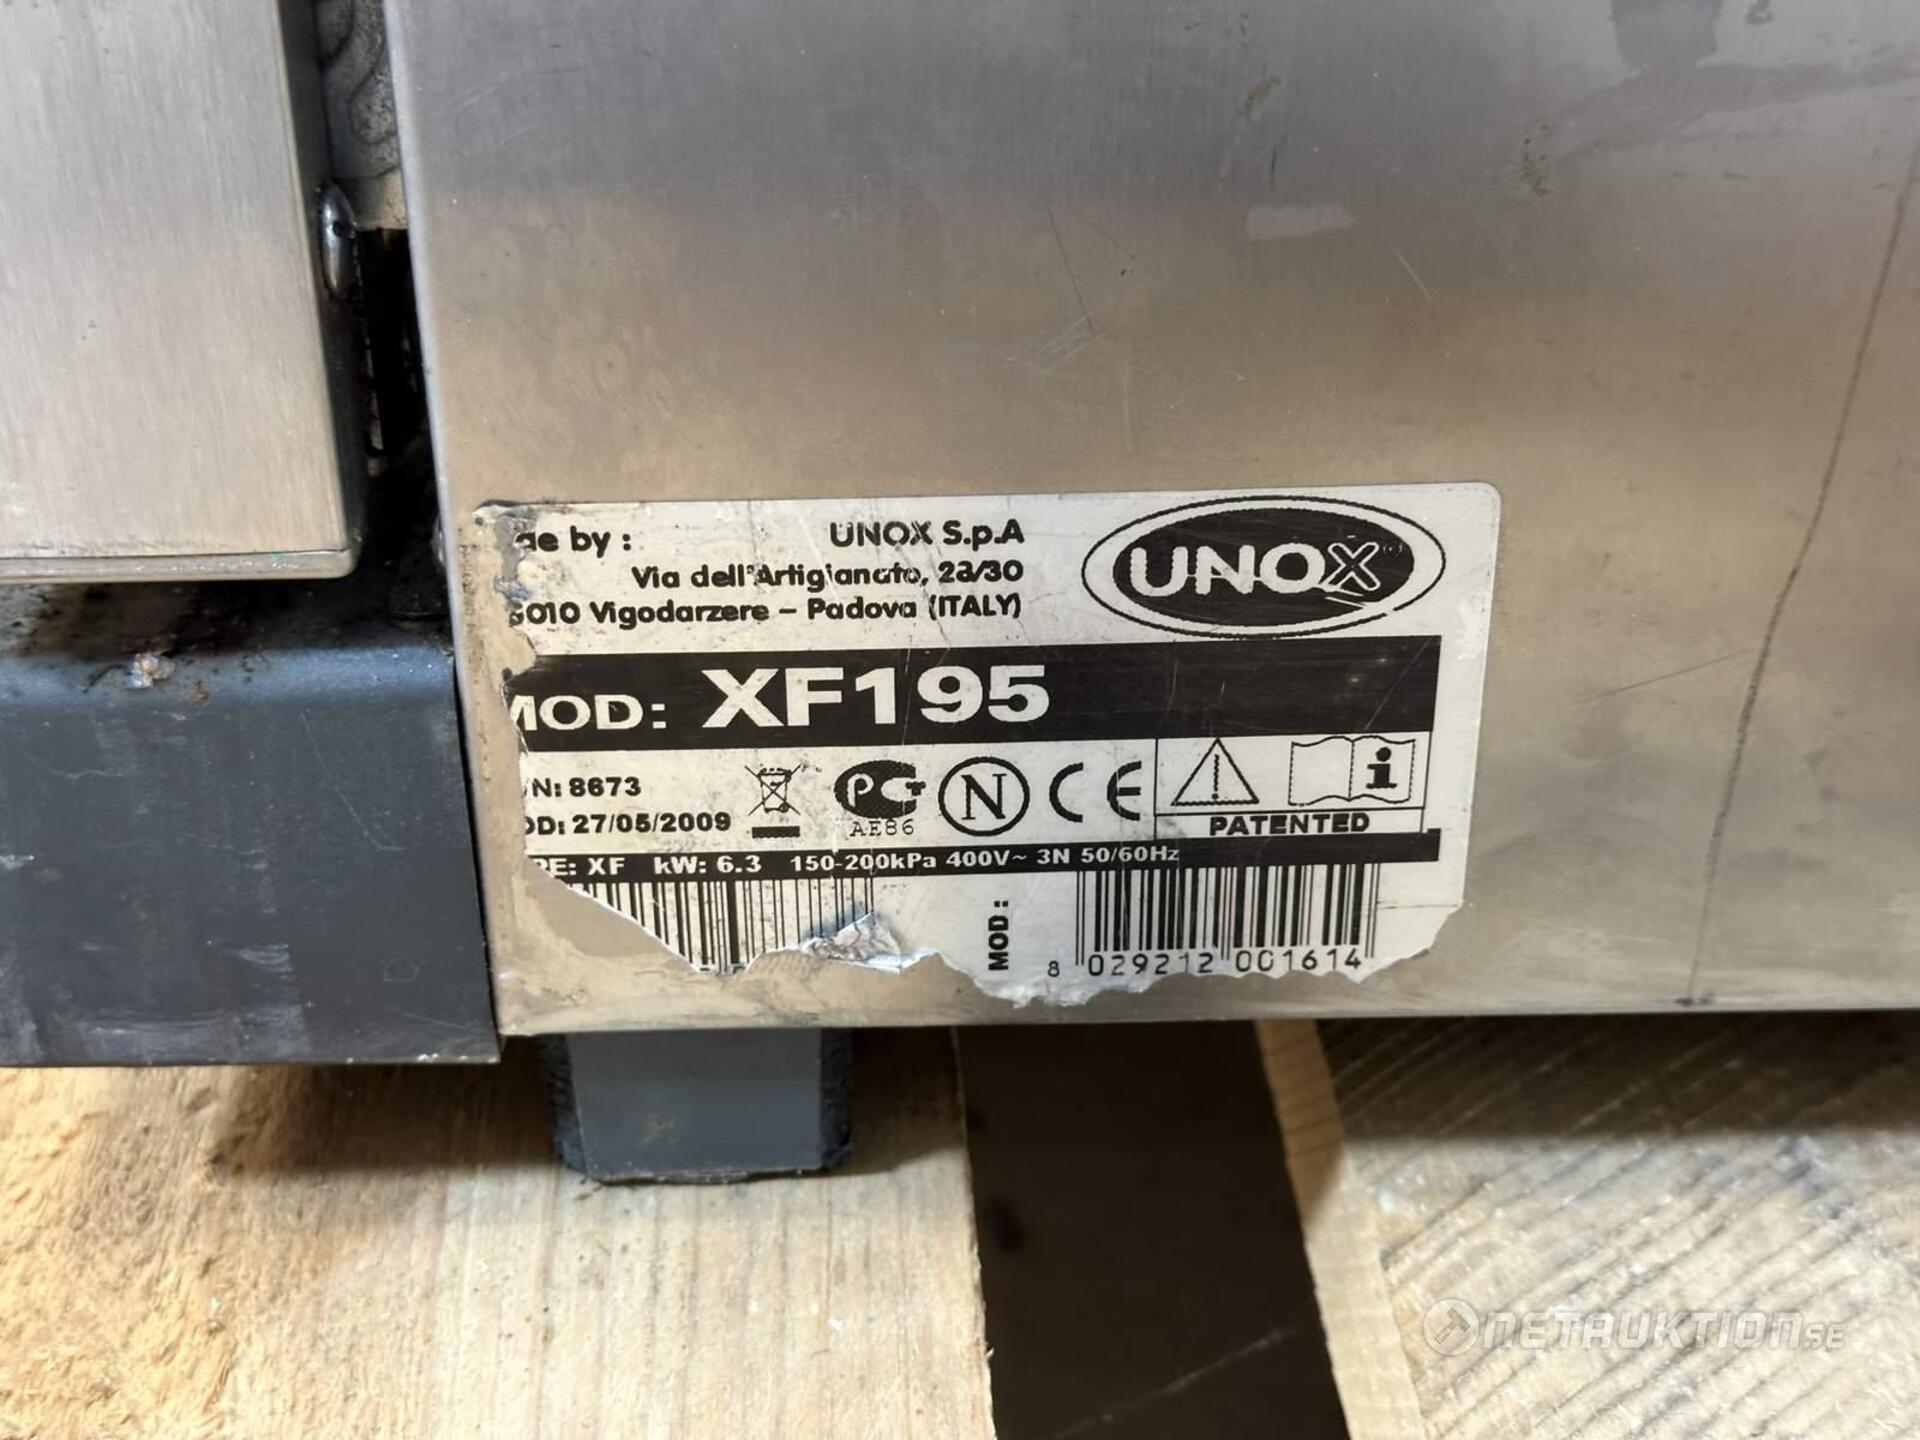 de by : UNOX S.p.A
Via dell'Artigianato, 28/30
5010 Vigodarzere – Padova (ITALY)
UNOX
MOD: XF195
N: 8673
OD: 27/05/2009
PG
AE86
N
CE
i
PATENTED
PE: XF kW: 6.3 150-200kPa 400V~ 3N 50/60Hz
MOD :
8 029212 001614
NETAUKTION.SE